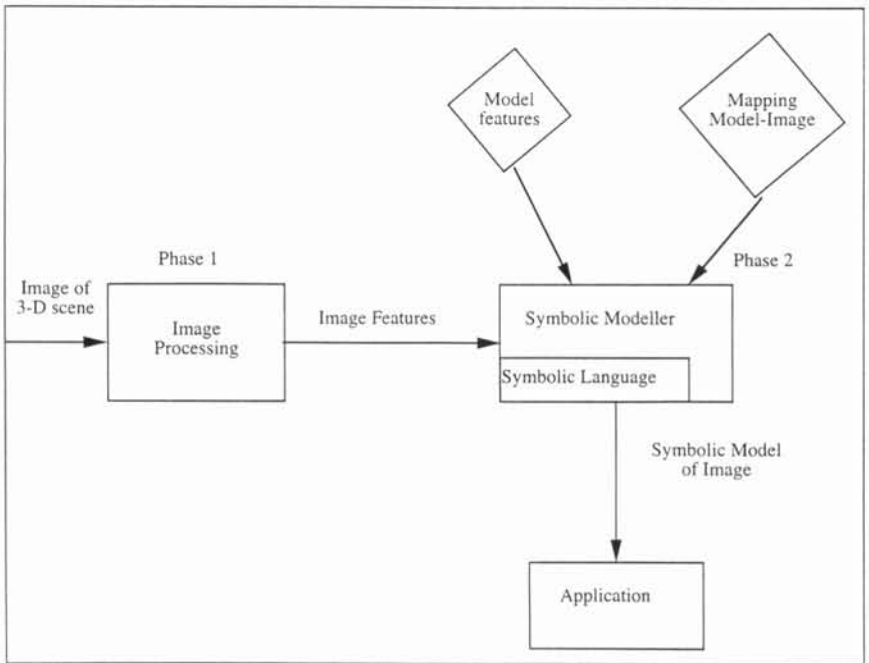 Model
features
Mapping
Model-Image
Phase 1
Phase 2
Image of
3-D scene
Image
Processing
Image Features
Symbolic Modeller
Symbolic Language
Symbolic Model
of Image
Application